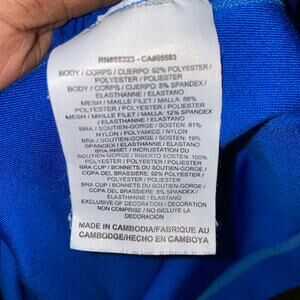 BODY / CORPS / CUERPO: 92% POLYESTER /
POLYESTER / POLIESTER
BODY / CORPS / CUERPO: 8% SPANDEX /
ELASTHANNE / ELASTANO
MESH / MAILLE FILET / MALLA: 88%
POLYESTER / POLYESTER / POLIESTER
MESH / MAILLE FILET / MALLA: 12% SPANDEX
/ ELASTHANNE / ELASTANO
BRA / SOUTIEN-GORGE / SOSTEN: 81%
NYLON / POLYAMIDE / NYLON
BRA / SOUTIEN-GORGE / SOSTEN: 19%
SPANDEX / ELASTHANNE / ELASTANO
BRA INSET / INCRUSTATION DU
SOUTIEN-GORGE / INSERTO SOSTEN: 100%
POLYESTER / POLYESTER / POLIESTER
BRA CUP / BONNETS DU SOUTIEN-GORGE /
COPA DEL BRASSIERE: 92% POLYESTER /
POLYESTER / POLIESTER
BRA CUP / BONNETS DU SOUTIEN-GORGE /
COPA DEL BRASSIERE: 8% SPANDEX /
ELASTHANNE / ELASTANO
EXCLUSIVE OF DECORATION / DECORATION
NON COMPRISE / NO INCLUYE LA
DECORACION
MADE IN CAMBODIA/FABRIQUE AU
CAMBODGE/HECHO EN CAMBOYA